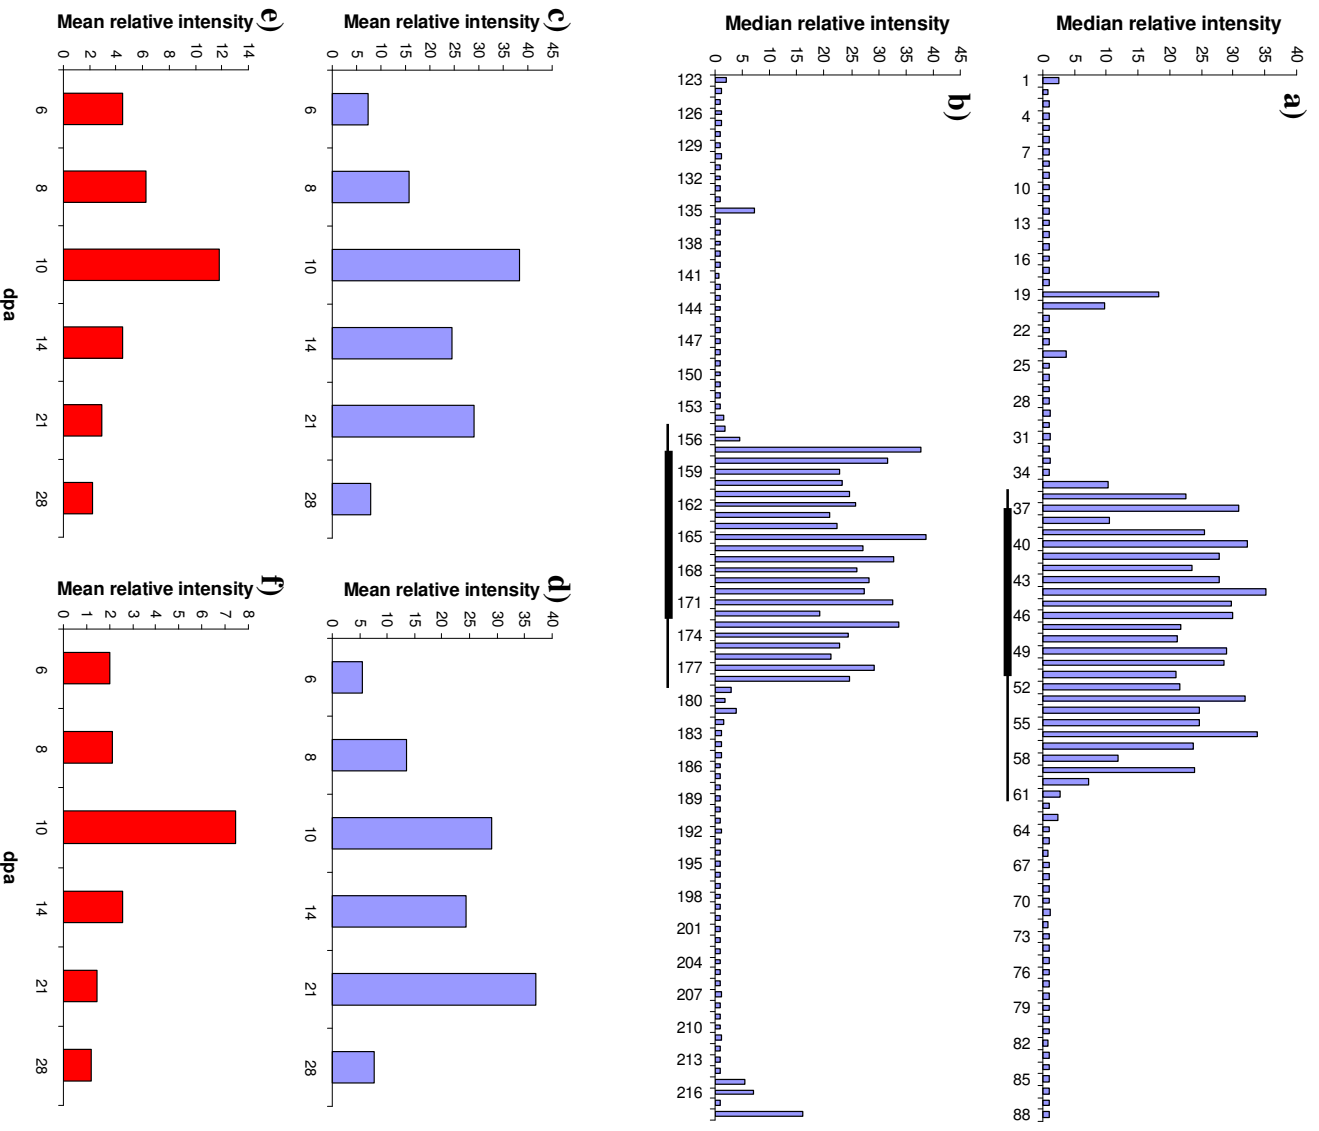 a)
Median relative intensity
0 5 10 15 20 25 30 35 40
1 4 7 10 13 16 19 22 25 28 31 34 37 40 43 46 49 52 55 58 61 64 67 70 73 76 79 82 85 88
b)
Median relative intensity
0 5 10 15 20 25 30 35 40 45
123 126 129 132 135 138 141 144 147 150 153 156 159 162 165 168 171 174 177 180 183 186 189 192 195 198 201 204 207 210 213 216
c)
Mean relative intensity
0 5 10 15 20 25 30 35 40 45
6 8 10 14 21 28
d)
Mean relative intensity
0 5 10 15 20 25 30 35 40
6 8 10 14 21 28
e)
Mean relative intensity
0 2 4 6 8 10 12 14
6 8 10 14 21 28
dpa
f)
Mean relative intensity
0 1 2 3 4 5 6 7 8
6 8 10 14 21 28
dpa